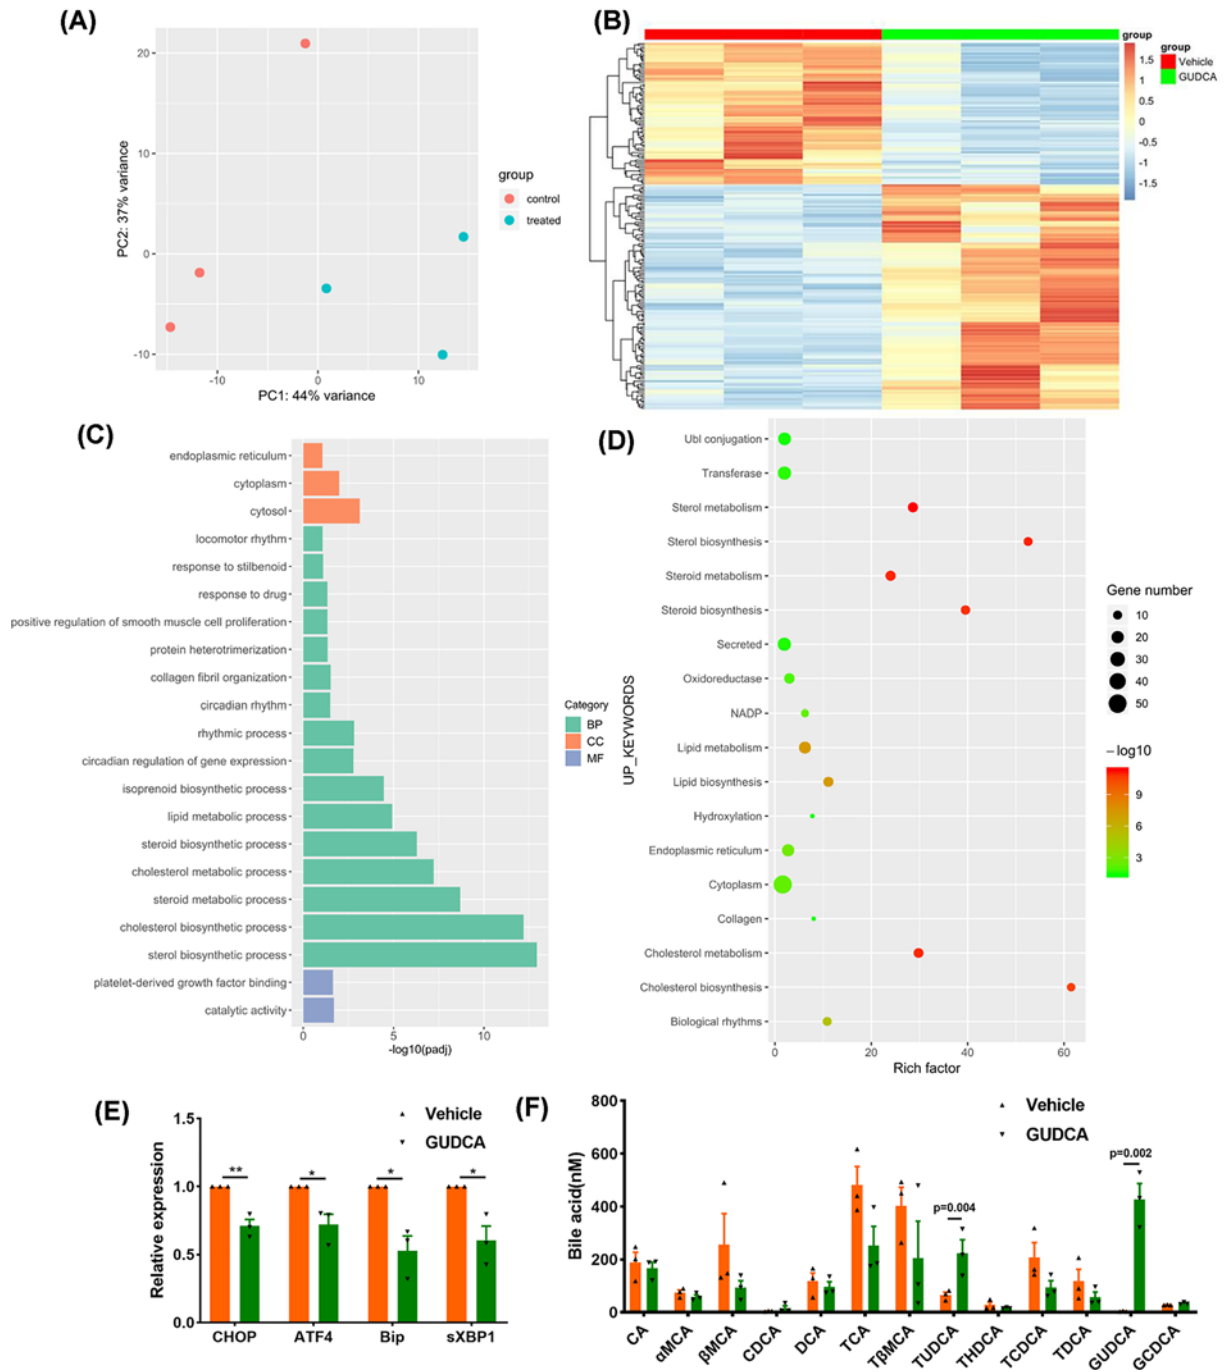 (A)
20
10
0
-10
PC2: 37% variance
-10
0
10
PC1: 44% variance
group
control
treated
(B)
group
1.5
1
0.5
0
-0.5
-1
-1.5
group
Vehicle
GUDCA
(C)
endoplasmic reticulum
cytoplasm
cytosol
locomotor rhythm
response to stilbenoid
response to drug
positive regulation of smooth muscle cell proliferation
protein heterotrimerization
collagen fibril organization
circadian rhythm
rhythmic process
circadian regulation of gene expression
isoprenoid biosynthetic process
lipid metabolic process
steroid biosynthetic process
cholesterol metabolic process
steroid metabolic process
cholesterol biosynthetic process
sterol biosynthetic process
platelet-derived growth factor binding
catalytic activity
0
5
10
-log10(padj)
Category
BP
CC
MF
(D)
UP_KEYWORDS
Ubl conjugation
Transferase
Sterol metabolism
Sterol biosynthesis
Steroid metabolism
Steroid biosynthesis
Secreted
Oxidoreductase
NADP
Lipid metabolism
Lipid biosynthesis
Hydroxylation
Endoplasmic reticulum
Cytoplasm
Collagen
Cholesterol metabolism
Cholesterol biosynthesis
Biological rhythms
0
20
40
60
Rich factor
Gene number
10
20
30
40
50
−log10
9
6
3
(E)
Vehicle
GUDCA
Relative expression
1.5
1.0
0.5
0.0
**
*
*
*
CHOP
ATF4
Bip
sXBP1
(F)
Vehicle
GUDCA
Bile acid(nM)
800
600
400
200
0
p=0.004
p=0.002
CA
αMCA
βMCA
CDCA
DCA
TCA
TβMCA
TUDCA
THDCA
TCDCA
TDCA
GUDCA
GCDCA